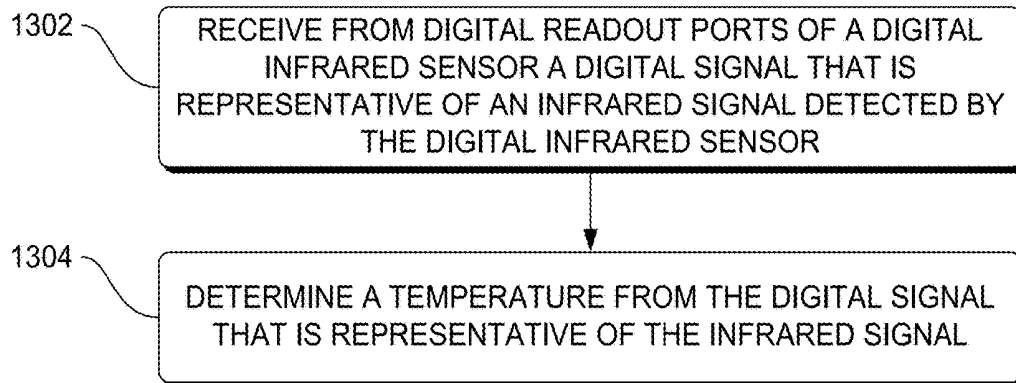 1302
RECEIVE FROM DIGITAL READOUT PORTS OF A DIGITAL
INFRARED SENSOR A DIGITAL SIGNAL THAT IS
REPRESENTATIVE OF AN INFRARED SIGNAL DETECTED BY
THE DIGITAL INFRARED SENSOR
1304
DETERMINE A TEMPERATURE FROM THE DIGITAL SIGNAL
THAT IS REPRESENTATIVE OF THE INFRARED SIGNAL